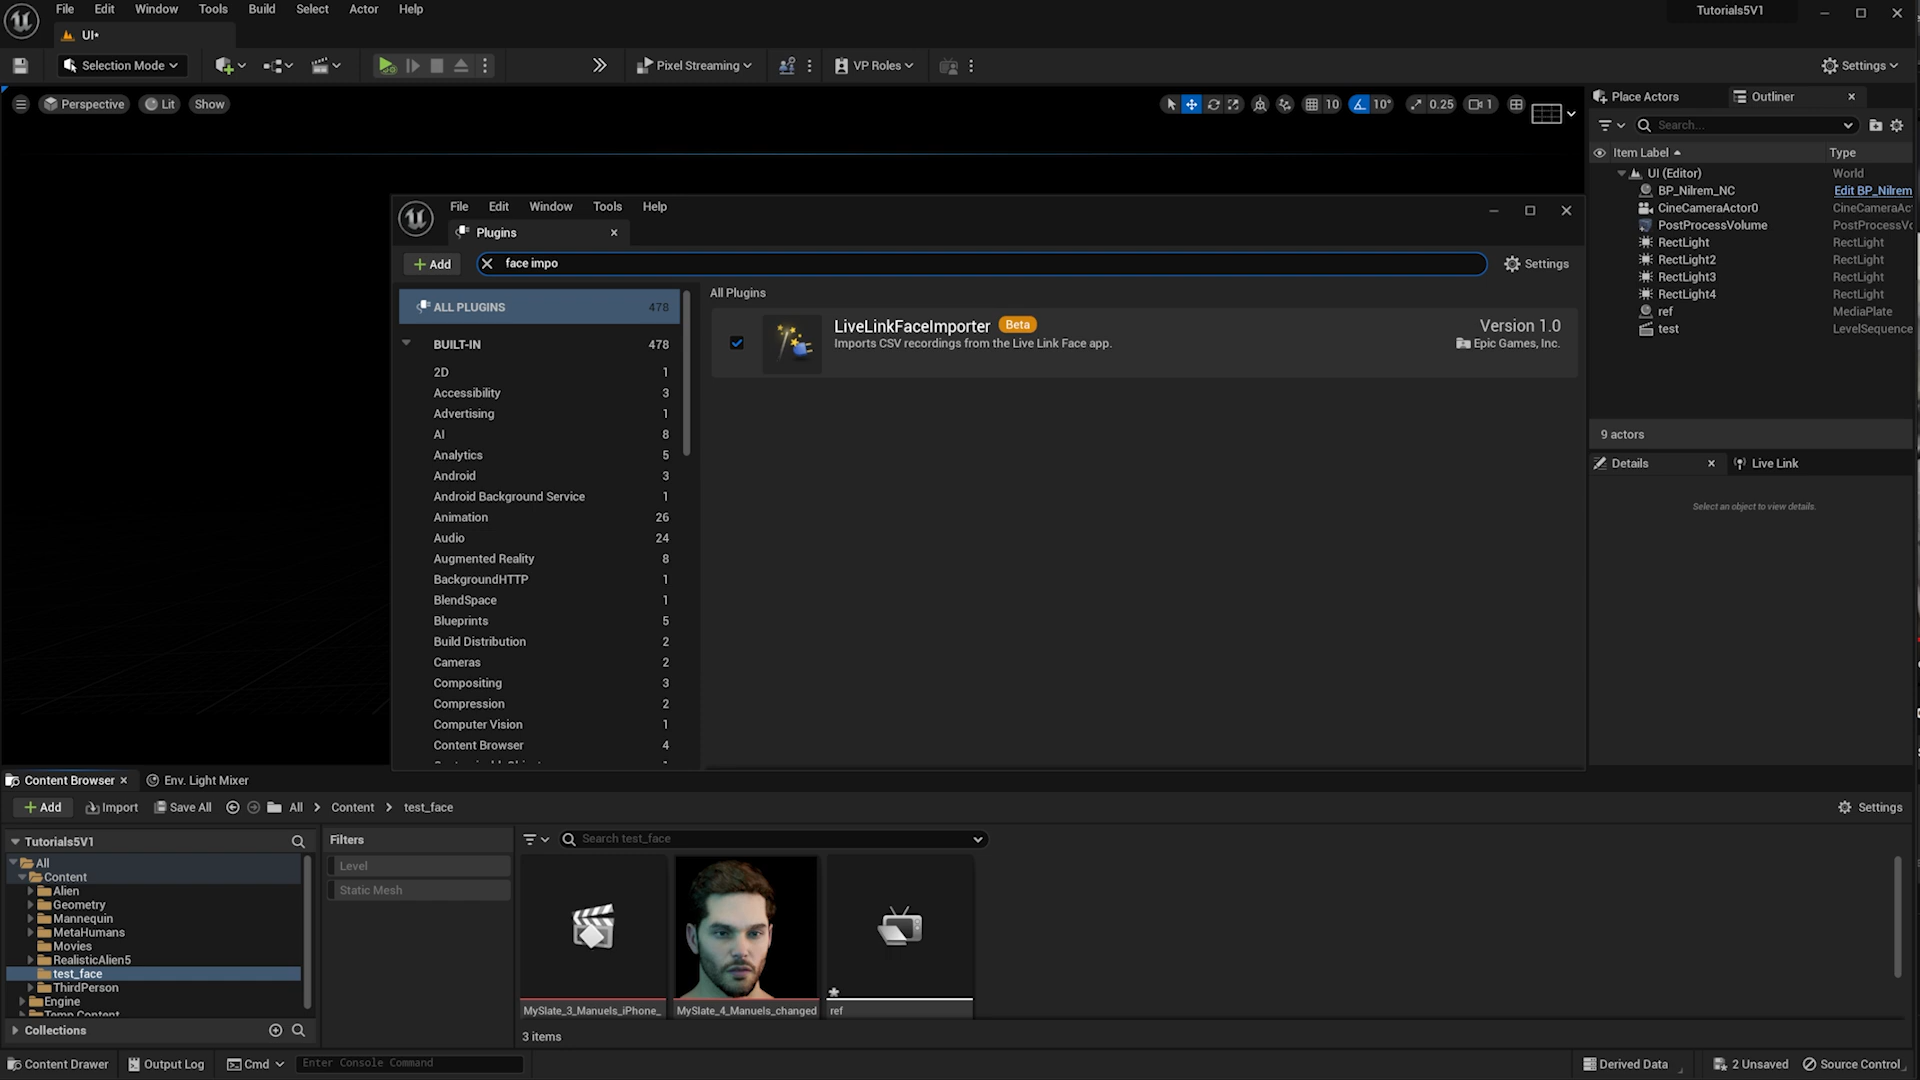 File Edit Window Tools Build Select Actor Help
Tutorials5V1
UI•
Selection Mode
Pixel Streaming
VP Roles
Settings
Perspective Lit Show
10 10° 0.25 1
Place Actors Outliner
Search...
Item Label Type
UI (Editor) World
BP_Nilrem_NC Edit BP_Nilrem
CineCameraActor0 CineCameraAc
PostProcessVolume PostProcessVo
RectLight RectLight
RectLight2 RectLight
RectLight3 RectLight
RectLight4 RectLight
ref MediaPlate
test LevelSequence
9 actors
Details Live Link
Select an object to view details.
File Edit Window Tools Help
Plugins
Add face impo Settings
ALL PLUGINS 478
BUILT-IN 478
2D 1
Accessibility 3
Advertising 1
AI 8
Analytics 5
Android 3
Android Background Service 1
Animation 26
Audio 24
Augmented Reality 8
BackgroundHTTP 1
BlendSpace 1
Blueprints 5
Build Distribution 2
Cameras 2
Compositing 3
Compression 2
Computer Vision 1
Content Browser 4
All Plugins
LiveLinkFaceImporter Beta Version 1.0
Imports CSV recordings from the Live Link Face app. Epic Games, Inc.
Content Browser Env. Light Mixer
Add Import Save All All > Content > test_face Settings
Tutorials5V1
All
Content
Alien
Geometry
Mannequin
MetaHumans
Movies
RealisticAlien5
test_face
ThirdPerson
Engine
Temp Content
Collections
Filters
Level
Static Mesh
Search test_face
MySlate_3_Manuels_iPhone_ MySlate_4_Manuels_changed ref
3 items
Content Drawer Output Log Cmd Enter Console Command
Derived Data 2 Unsaved Source Control